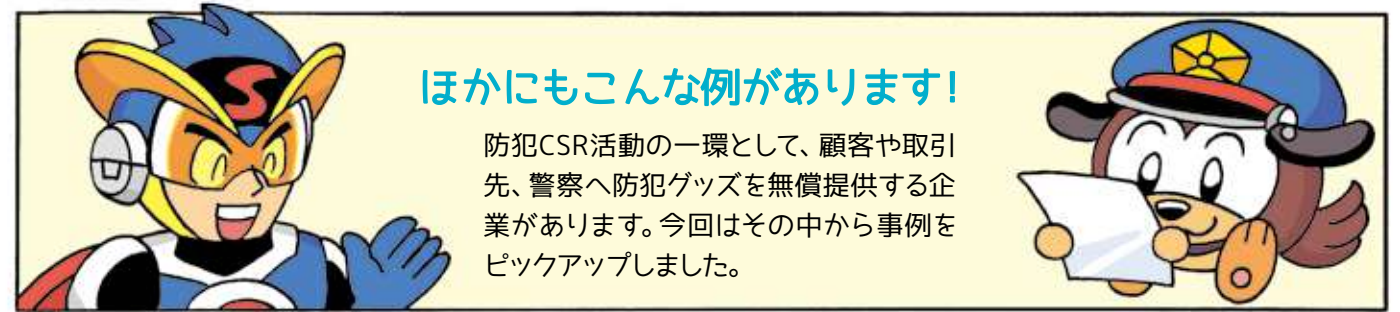 ほかにもこんな例があります!
防犯CSR活動の一環として、顧客や取引
先、警察へ防犯グッズを無償提供する企
業があります。今回はその中から事例を
ピックアップしました。
S